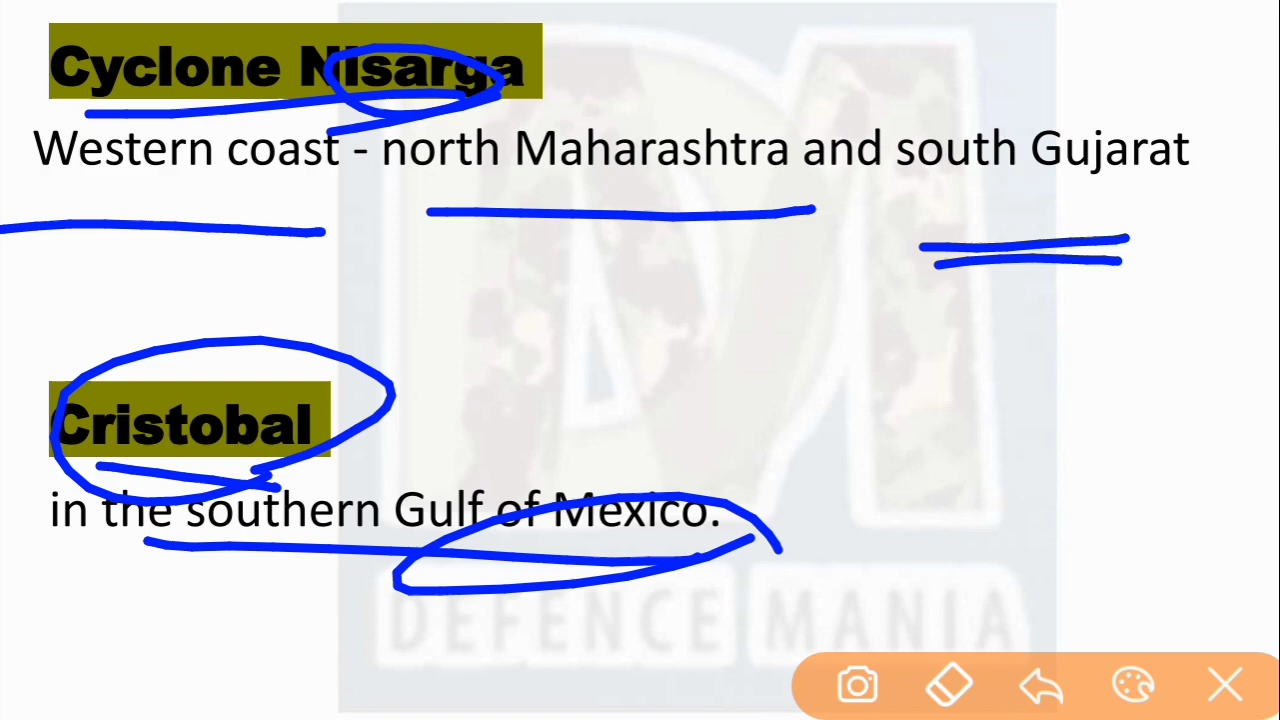 Cyclone Nisarga
Western coast - north Maharashtra and south Gujarat
Cristobal
in the southern Gulf of Mexico.
DEFENCE MANIA